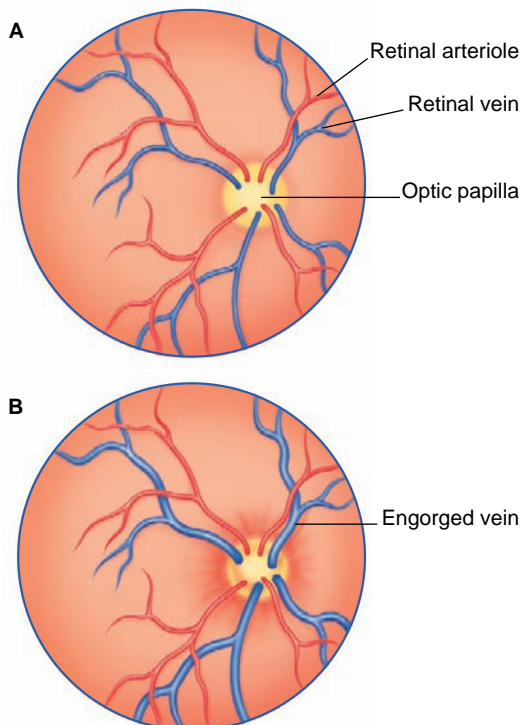 A
Retinal arteriole
Retinal vein
Optic papilla
B
Engorged vein